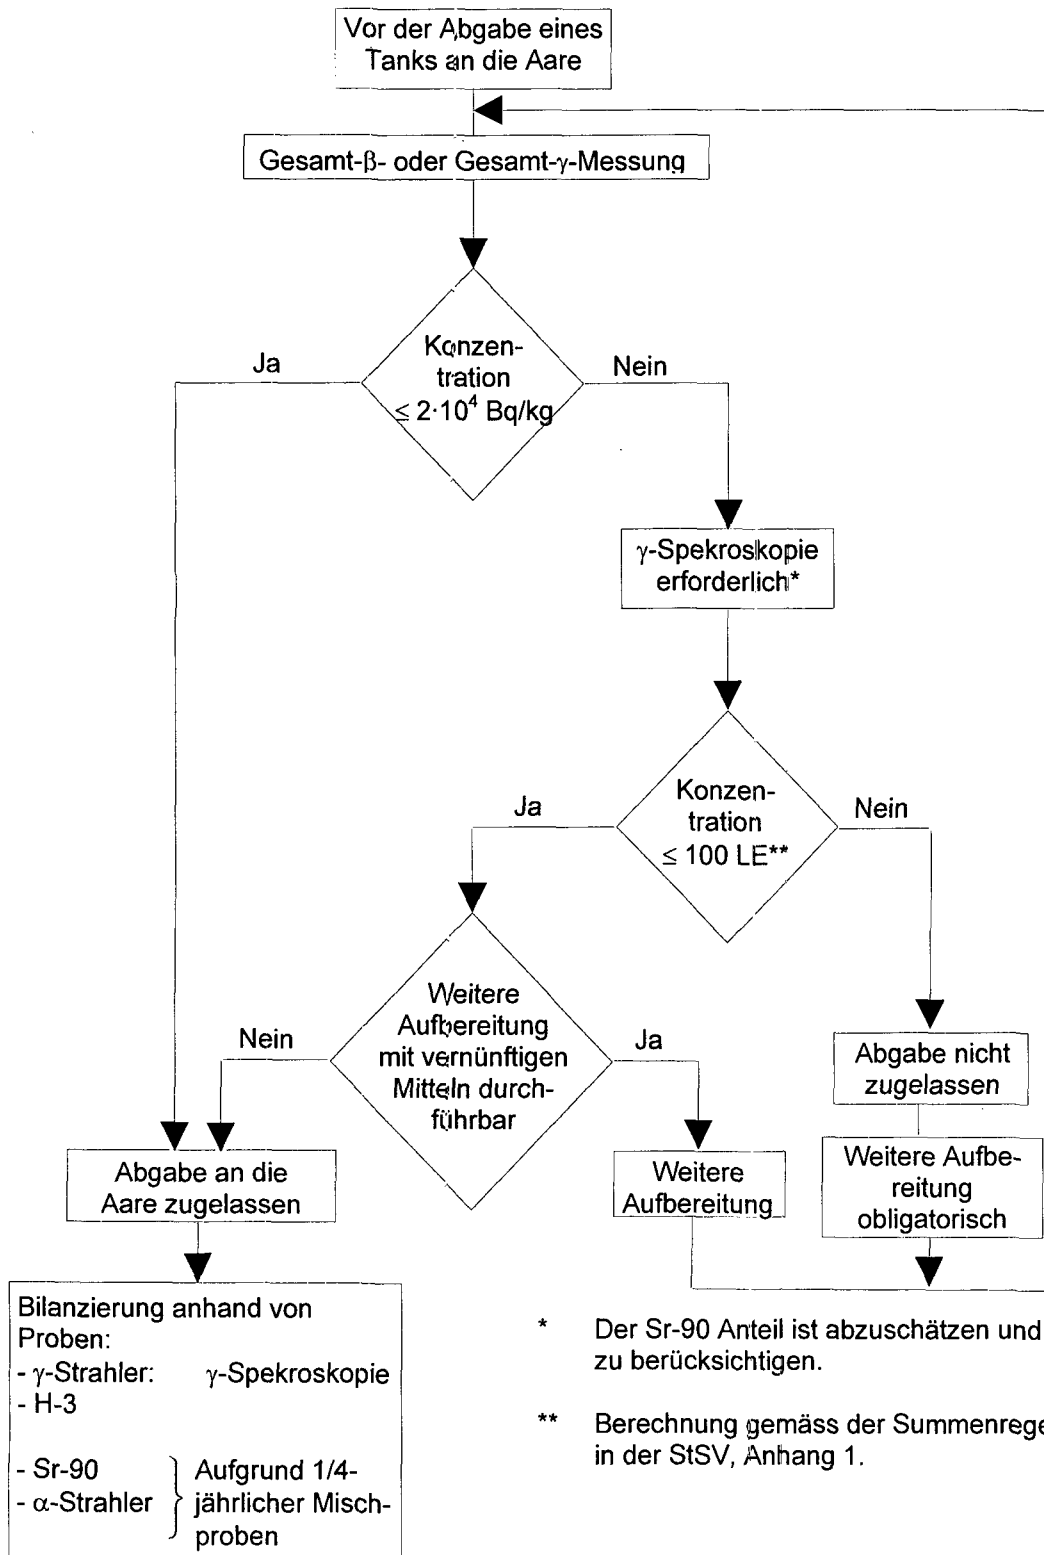 Vor der Abgabe eines
Tanks an die Aare
Gesamt-β- oder Gesamt-γ-Messung
Konzen-
tration
≤ 2·10⁴ Bq/kg
Ja
Nein
γ-Spekroskopie
erforderlich*
Konzen-
tration
≤ 100 LE**
Ja
Nein
Weitere
Aufbereitung
mit vernünftigen
Mitteln durch-
führbar
Nein
Ja
Abgabe nicht
zugelassen
Abgabe an die
Aare zugelassen
Weitere
Aufbereitung
Weitere Aufbe-
reitung
obligatorisch
Bilanzierung anhand von
Proben:
- γ-Strahler: γ-Spekroskopie
- H-3
- Sr-90 } Aufgrund 1/4-
- α-Strahler jährlicher Misch-
proben
* Der Sr-90 Anteil ist abzuschätzen und
zu berücksichtigen.
** Berechnung gemäss der Summenrege
in der StSV, Anhang 1.